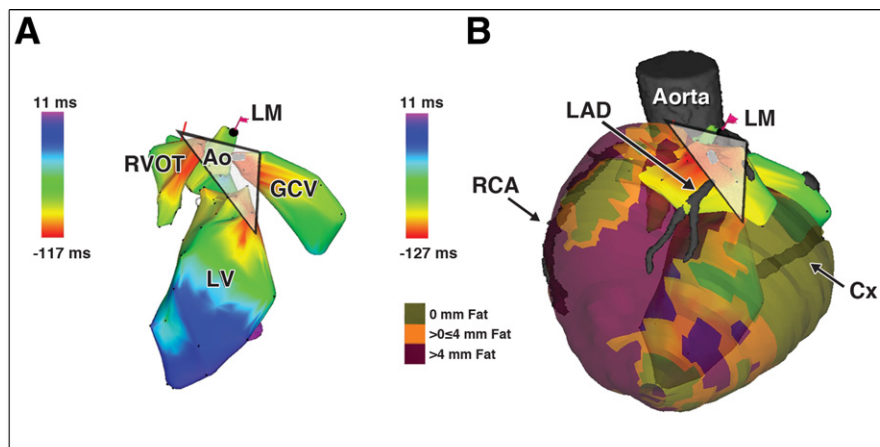 A
11 ms
-117 ms
LM
RVOT
Ao
GCV
LV
B
11 ms
-127 ms
Aorta
LAD
LM
RCA
Cx
0 mm Fat
>0≤4 mm Fat
>4 mm Fat